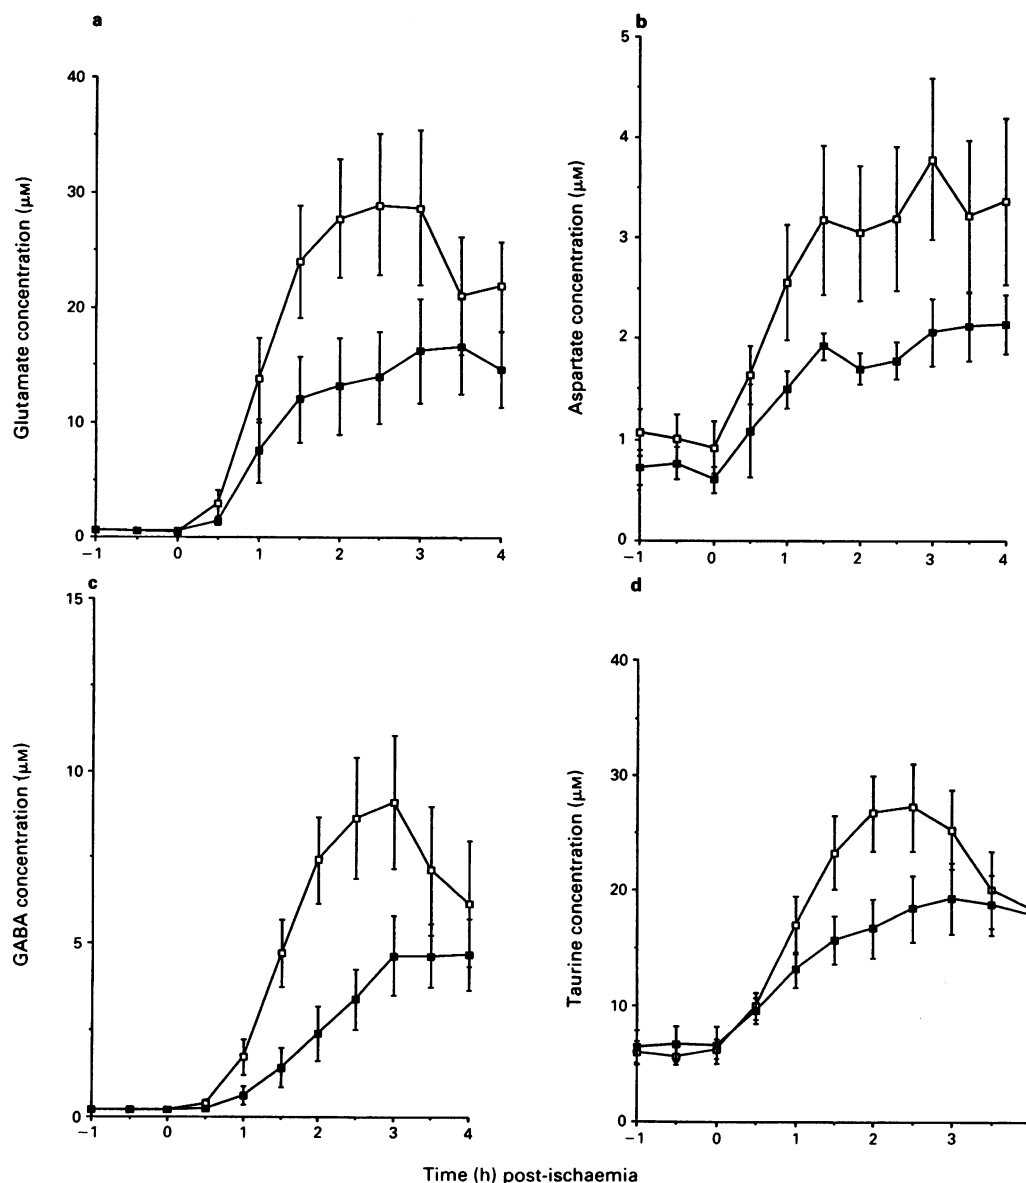 a
40
30
20
10
0
Glutamate concentration (μM)
−1 0 1 2 3 4
b
5
4
3
2
1
0
Aspartate concentration (μM)
−1 0 1 2 3 4
c
15
10
5
0
GABA concentration (μM)
−1 0 1 2 3 4
d
40
30
20
10
0
Taurine concentration (μM)
−1 0 1 2 3
Time (h) post-ischaemia